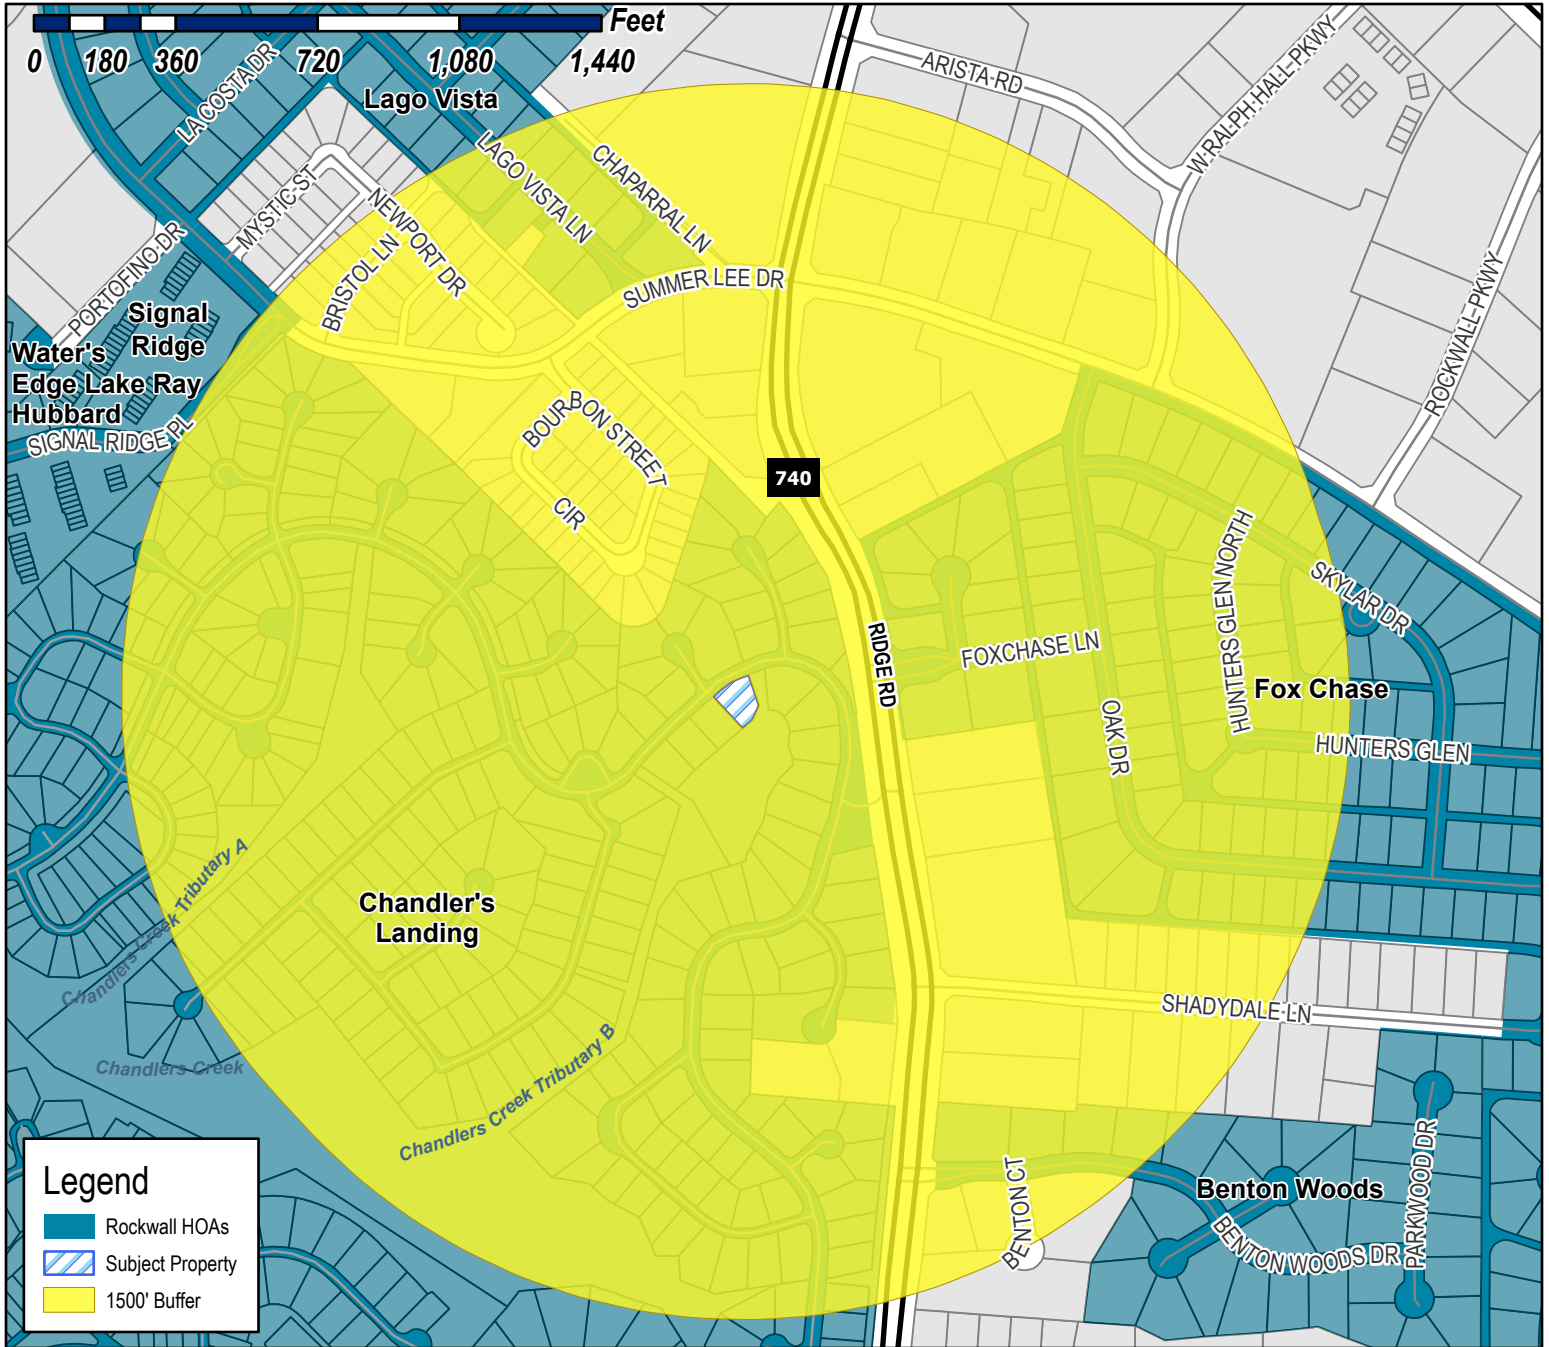 Feet
0 180 360 720 1,080 1,440
ARISTA RD
W RALPH HALL PKWY
LA COSTA DR
Lago Vista
LAGO VISTA LN
CHAPARRAL LN
MYSTIC ST
NEWPORT DR
BRISTOL LN
PORTOFINO DR
SUMMER LEE DR
ROCKWALL PKWY
Signal
Ridge
Water's
Edge Lake Ray
Hubbard
SIGNAL RIDGE PL
BOURBON STREET
CIR
740
HUNTERS GLEN NORTH
SKYLAR DR
RIDGE RD
FOXCHASE LN
Fox Chase
OAK DR
HUNTERS GLEN
Chandlers Creek Tributary A
Chandler's
Landing
SHADYDALE LN
Chandlers Creek
Chandlers Creek Tributary B
BENTON CT
Benton Woods
PARKWOOD DR
BENTON WOODS DR
Legend
Rockwall HOAs
Subject Property
1500' Buffer